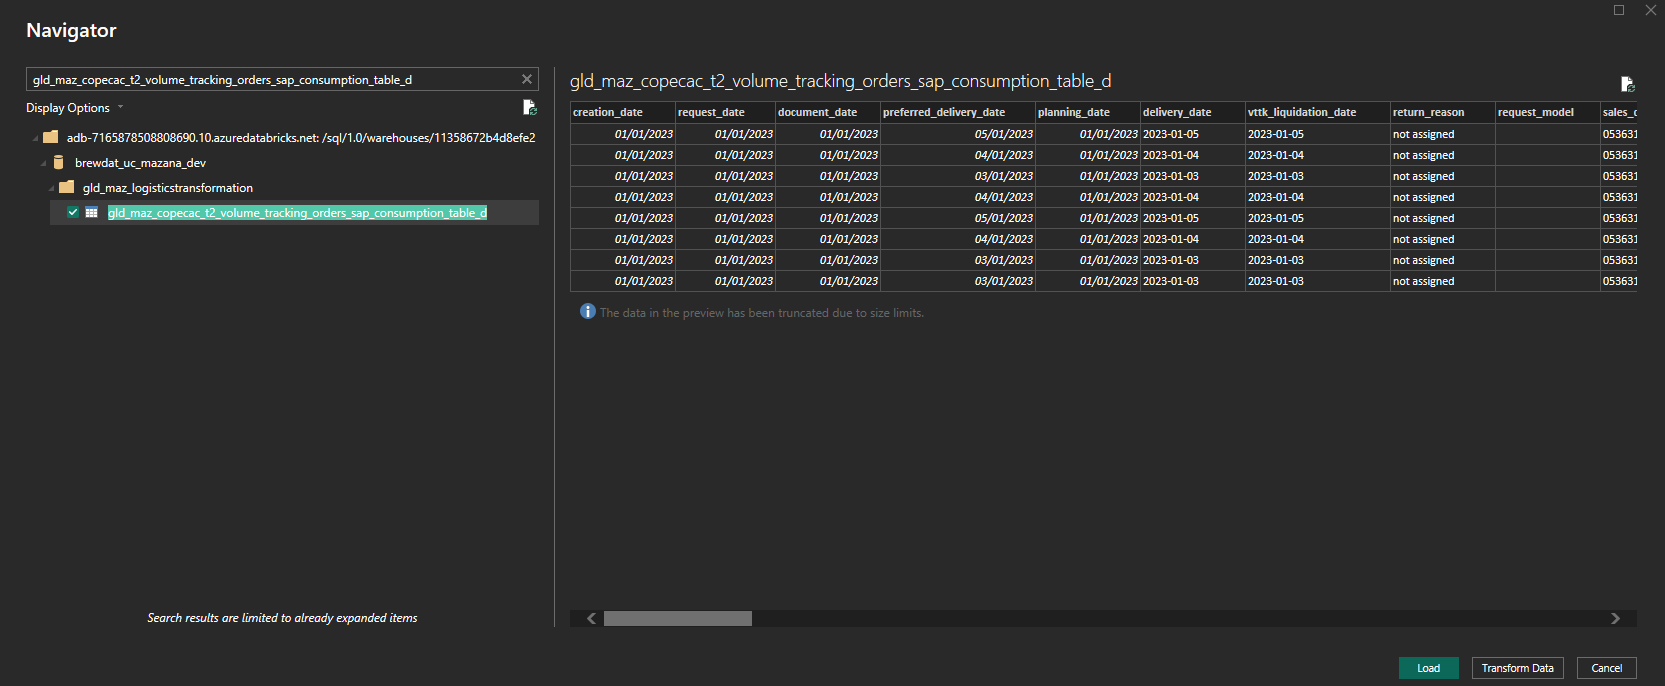 Navigator
gld_maz_copecac_t2_volume_tracking_orders_sap_consumption_table_d
Display Options
adb-7165878508808690.10.azuredatabricks.net: /sql/1.0/warehouses/11358672b4d8efe2
brewdat_uc_mazana_dev
gld_maz_logisticstransformation
gld_maz_copecac_t2_volume_tracking_orders_sap_consumption_table_d
Search results are limited to already expanded items
gld_maz_copecac_t2_volume_tracking_orders_sap_consumption_table_d
creation_date request_date document_date preferred_delivery_date planning_date delivery_date vttk_liquidation_date return_reason request_model sales_c
01/01/2023 01/01/2023 01/01/2023 05/01/2023 01/01/2023 2023-01-05 2023-01-05 not assigned 053631
01/01/2023 01/01/2023 01/01/2023 04/01/2023 01/01/2023 2023-01-04 2023-01-04 not assigned 053631
01/01/2023 01/01/2023 01/01/2023 03/01/2023 01/01/2023 2023-01-03 2023-01-03 not assigned 053631
01/01/2023 01/01/2023 01/01/2023 04/01/2023 01/01/2023 2023-01-04 2023-01-04 not assigned 053631
01/01/2023 01/01/2023 01/01/2023 05/01/2023 01/01/2023 2023-01-05 2023-01-05 not assigned 053631
01/01/2023 01/01/2023 01/01/2023 04/01/2023 01/01/2023 2023-01-04 2023-01-04 not assigned 053631
01/01/2023 01/01/2023 01/01/2023 03/01/2023 01/01/2023 2023-01-03 2023-01-03 not assigned 053631
01/01/2023 01/01/2023 01/01/2023 03/01/2023 01/01/2023 2023-01-03 2023-01-03 not assigned 053631
The data in the preview has been truncated due to size limits.
Load Transform Data Cancel